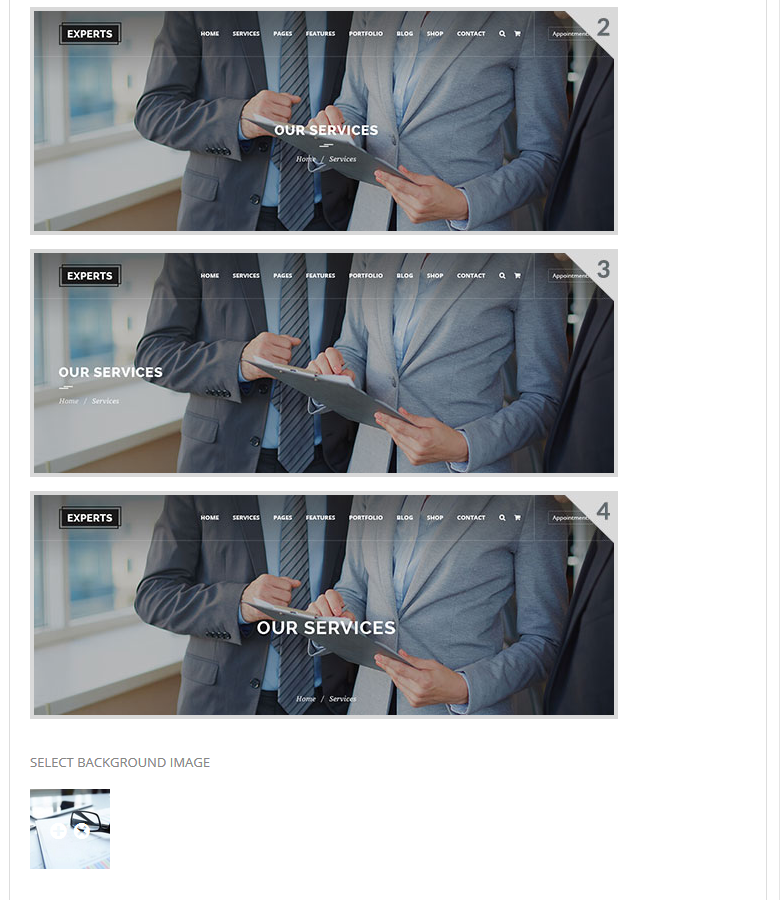 EXPERTS HOME SERVICES PAGES FEATURES PORTFOLIO BLOG SHOP CONTACT Appointment 2
OUR SERVICES
Home / Services
EXPERTS HOME SERVICES PAGES FEATURES PORTFOLIO BLOG SHOP CONTACT Appointment 3
OUR SERVICES
Home / Services
EXPERTS HOME SERVICES PAGES FEATURES PORTFOLIO BLOG SHOP CONTACT Appointment 4
OUR SERVICES
Home / Services
SELECT BACKGROUND IMAGE